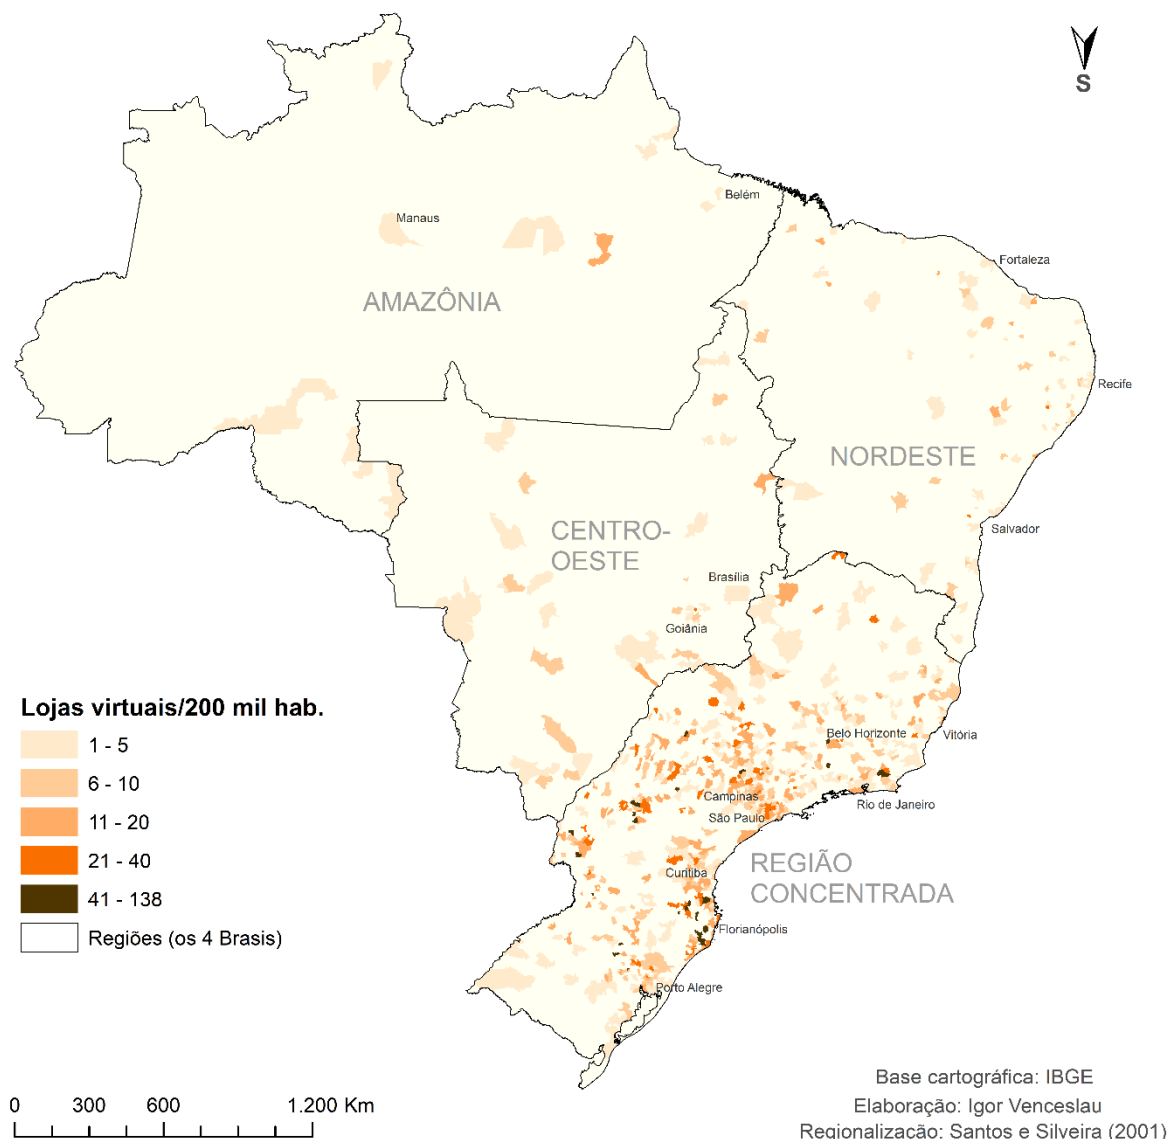 S
Belém
Manaus
Fortaleza
AMAZÔNIA
Recife
NORDESTE
CENTRO-
OESTE
Salvador
Brasília
Goiânia
Lojas virtuais/200 mil hab.
1 - 5
6 - 10
11 - 20
21 - 40
41 - 138
Regiões (os 4 Brasis)
Belo Horizonte
Vitória
Campinas
Rio de Janeiro
São Paulo
REGIÃO
CONCENTRADA
Curitiba
Florianópolis
Porto Alegre
0 300 600 1.200 Km
Base cartográfica: IBGE
Elaboração: Igor Venceslau
Regionalização: Santos e Silveira (2001)